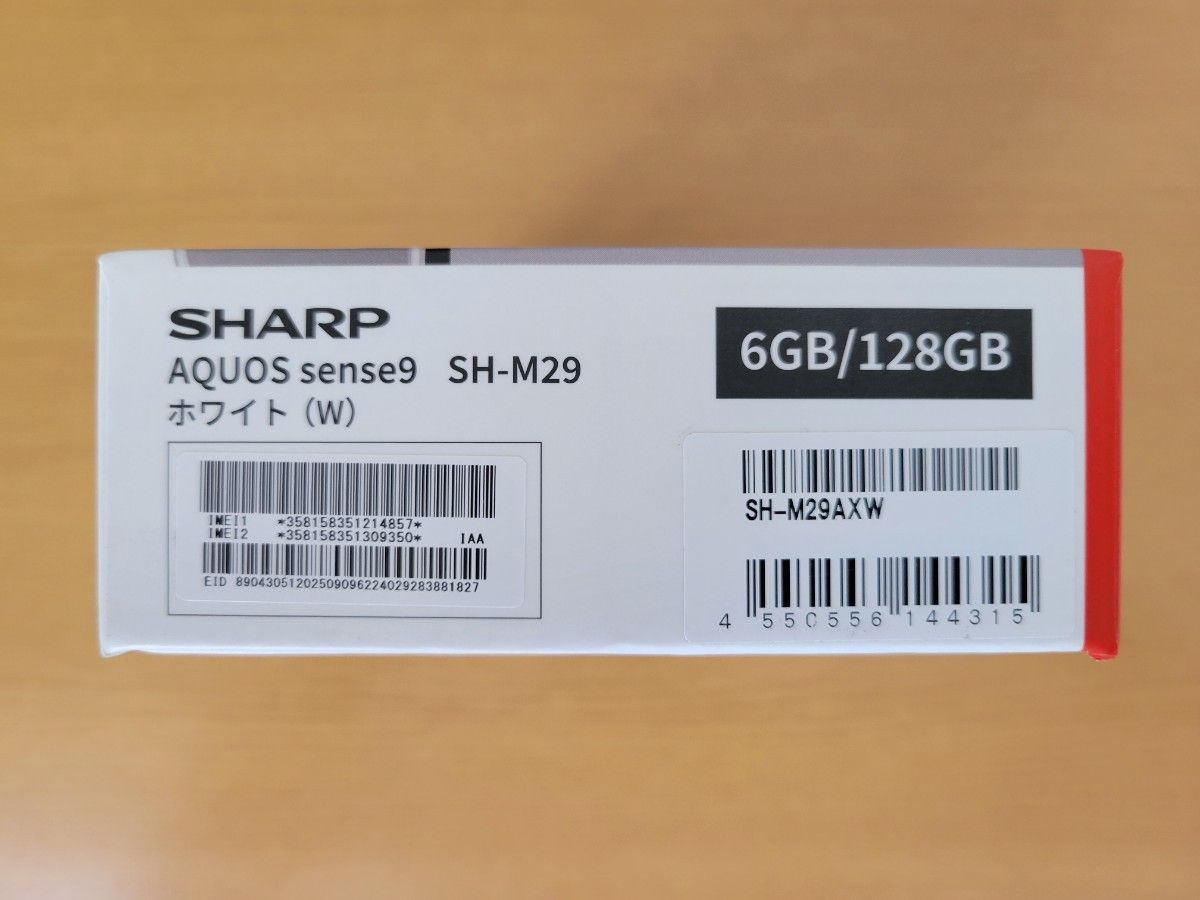 SHARP
AQUOS sense9 SH-M29
ホワイト（W）
6GB/128GB
IMEI1 *358158351214857*
IMEI2 *358158351309350* IAA
EID 89043051202509096224029283881827
SH-M29AXW
4 550556 144315